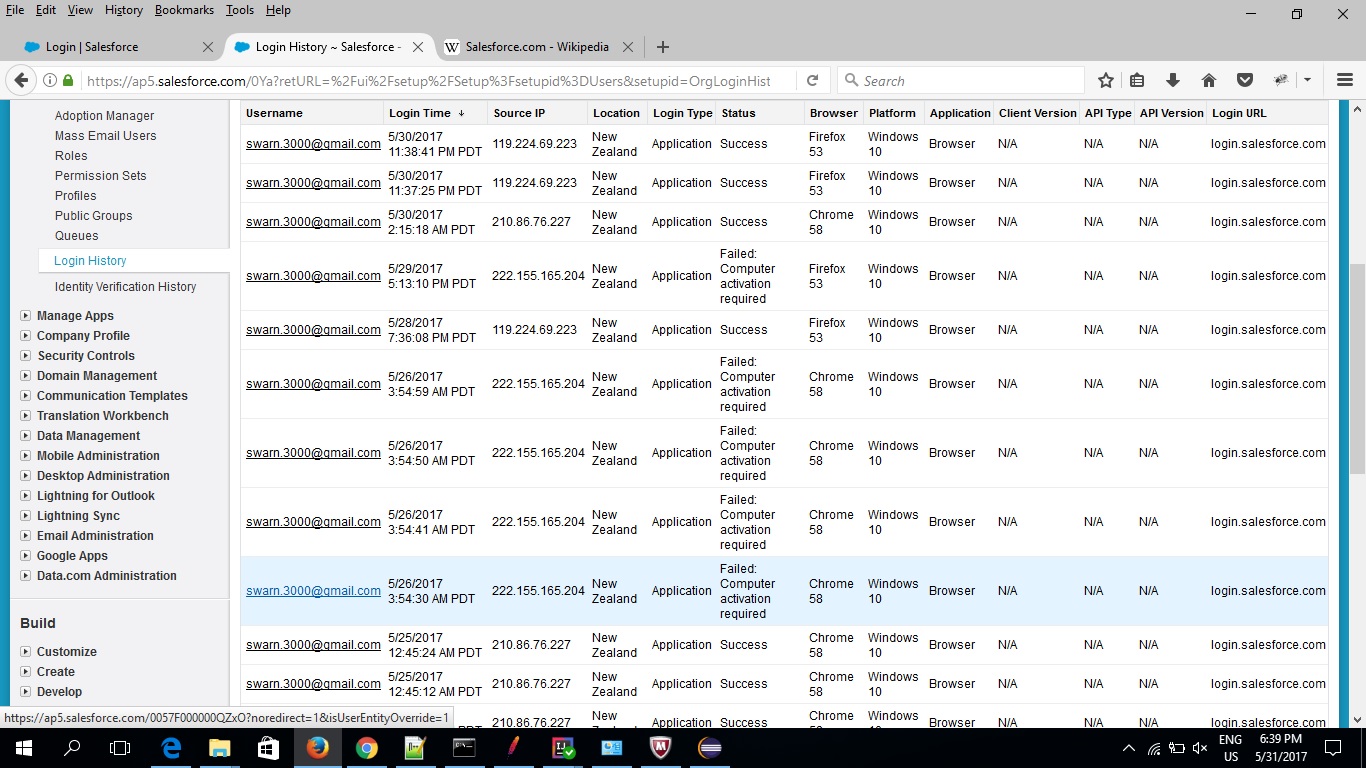 File Edit View History Bookmarks Tools Help
Login | Salesforce
Login History ~ Salesforce -
W Salesforce.com - Wikipedia
https://ap5.salesforce.com/0Ya?retURL=%2Fui%2Fsetup%2FSetup%3Fsetupid%3DUsers&setupid=OrgLoginHist
Search
Adoption Manager
Mass Email Users
Roles
Permission Sets
Profiles
Public Groups
Queues
Login History
Identity Verification History
Manage Apps
Company Profile
Security Controls
Domain Management
Communication Templates
Translation Workbench
Data Management
Mobile Administration
Desktop Administration
Lightning for Outlook
Lightning Sync
Email Administration
Google Apps
Data.com Administration
Build
Customize
Create
Develop
Username Login Time Source IP Location Login Type Status Browser Platform Application Client Version API Type API Version Login URL
swarn.3000@gmail.com 5/30/2017 11:38:41 PM PDT 119.224.69.223 New Zealand Application Success Firefox 53 Windows 10 Browser N/A N/A N/A login.salesforce.com
swarn.3000@gmail.com 5/30/2017 11:37:25 PM PDT 119.224.69.223 New Zealand Application Success Firefox 53 Windows 10 Browser N/A N/A N/A login.salesforce.com
swarn.3000@gmail.com 5/30/2017 2:15:18 AM PDT 210.86.76.227 New Zealand Application Success Chrome 58 Windows 10 Browser N/A N/A N/A login.salesforce.com
swarn.3000@gmail.com 5/29/2017 5:13:10 PM PDT 222.155.165.204 New Zealand Application Failed: Computer activation required Firefox 53 Windows 10 Browser N/A N/A N/A login.salesforce.com
swarn.3000@gmail.com 5/28/2017 7:36:08 PM PDT 119.224.69.223 New Zealand Application Success Firefox 53 Windows 10 Browser N/A N/A N/A login.salesforce.com
swarn.3000@gmail.com 5/26/2017 3:54:59 AM PDT 222.155.165.204 New Zealand Application Failed: Computer activation required Chrome 58 Windows 10 Browser N/A N/A N/A login.salesforce.com
swarn.3000@gmail.com 5/26/2017 3:54:50 AM PDT 222.155.165.204 New Zealand Application Failed: Computer activation required Chrome 58 Windows 10 Browser N/A N/A N/A login.salesforce.com
swarn.3000@gmail.com 5/26/2017 3:54:41 AM PDT 222.155.165.204 New Zealand Application Failed: Computer activation required Chrome 58 Windows 10 Browser N/A N/A N/A login.salesforce.com
swarn.3000@gmail.com 5/26/2017 3:54:30 AM PDT 222.155.165.204 New Zealand Application Failed: Computer activation required Chrome 58 Windows 10 Browser N/A N/A N/A login.salesforce.com
swarn.3000@gmail.com 5/25/2017 12:45:24 AM PDT 210.86.76.227 New Zealand Application Success Chrome 58 Windows 10 Browser N/A N/A N/A login.salesforce.com
swarn.3000@gmail.com 5/25/2017 12:45:12 AM PDT 210.86.76.227 New Zealand Application Success Chrome 58 Windows 10 Browser N/A N/A N/A login.salesforce.com
210.86.76.227 New Application Success Chrome Windows Browser N/A N/A N/A login.salesforce.com
https://ap5.salesforce.com/0057F000000QZxO?noredirect=1&isUserEntityOverride=1
ENG US
6:39 PM
5/31/2017